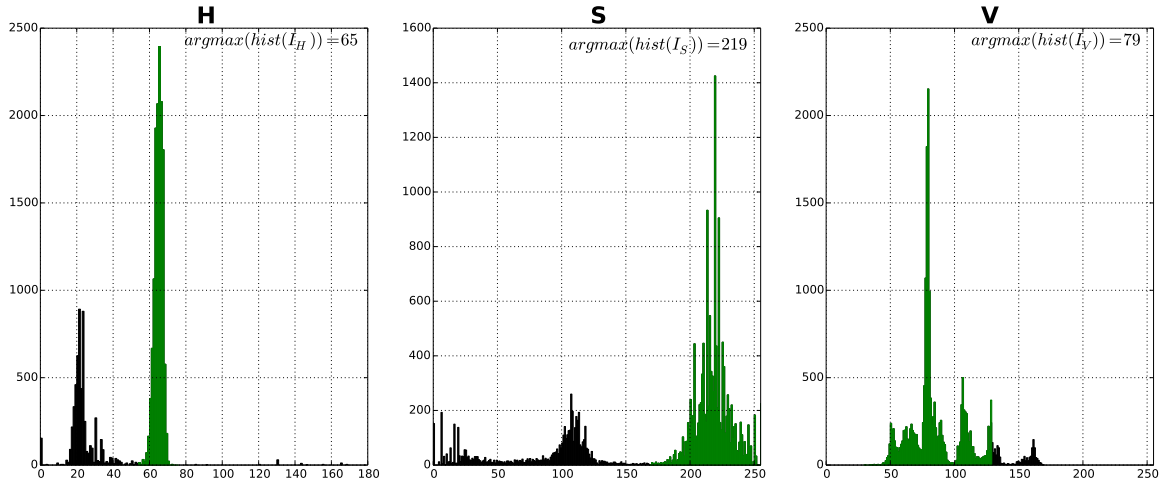 H
argmax(hist(I_H))=65
2500
2000
1500
1000
500
0
0 20 40 60 80 100 120 140 160 180
S
argmax(hist(I_S))=219
1600
1400
1200
1000
800
600
400
200
0
0 50 100 150 200 250
V
argmax(hist(I_V))=79
2500
2000
1500
1000
500
0
0 50 100 150 200 250